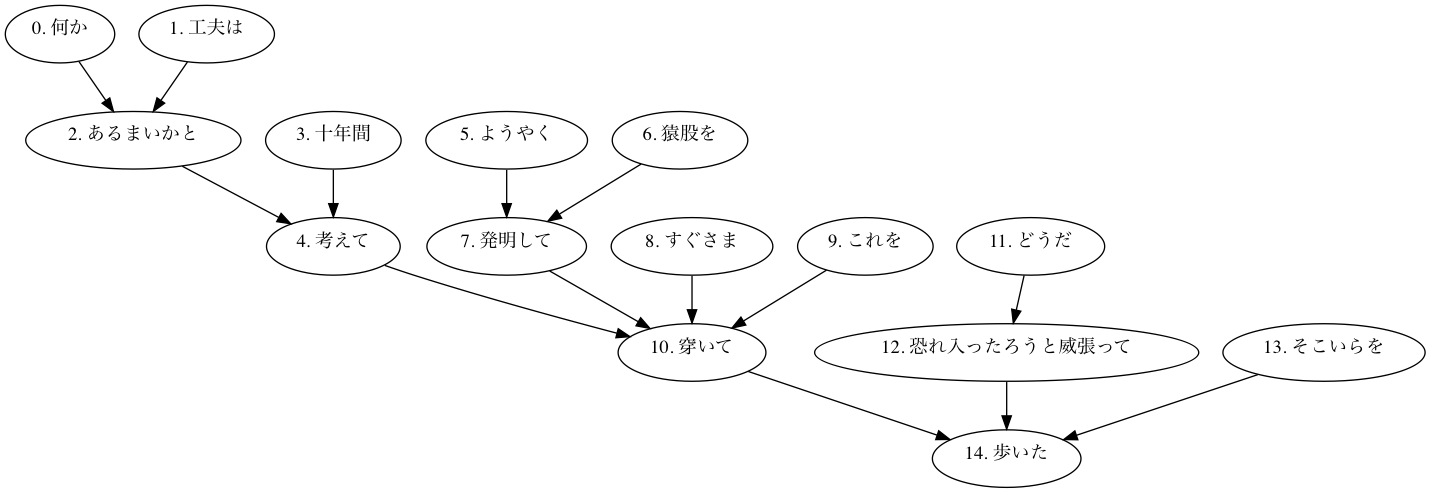 0. 何か
1. 工夫は
2. あるまいかと
3. 十年間
5. ようやく
6. 猿股を
4. 考えて
7. 発明して
8. すぐさま
9. これを
11. どうだ
10. 穿いて
12. 恐れ入ったろうと威張って
13. そこいらを
14. 歩いた